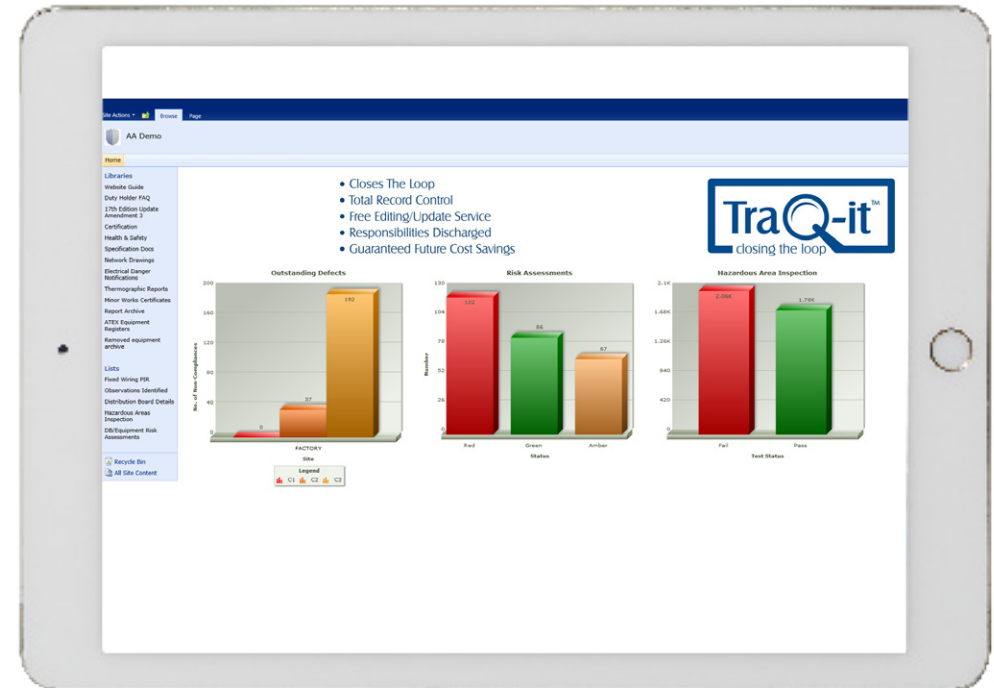 Site Actions
Browse
Page
AA Demo
Home
Libraries
Website Guide
Duty Holder FAQ
17th Edition Update
Amendment 3
Certification
Health & Safety
Specification Docs
Network Drawings
Electrical Danger
Notifications
Thermographic Reports
Minor Works Certificates
Report Archive
ATEX Equipment
Registers
Removed equipment
archive
Lists
Fixed Wiring PIR
Observations Identified
Distribution Board Details
Hazardous Areas
Inspection
DB/Equipment Risk
Assessments
Recycle Bin
All Site Content
• Closes The Loop
• Total Record Control
• Free Editing/Update Service
• Responsibilities Discharged
• Guaranteed Future Cost Savings
TraQ-it™
closing the loop
Outstanding Defects
No. of Non-Compliances
200
160
120
80
40
0
0
37
192
FACTORY
Site
Legend
C1 C2 C3
Risk Assessments
Number
130
104
78
52
26
0
122
86
67
Red Green Amber
Status
Hazardous Area Inspection
2.1K
1.68K
1.26K
840
420
0
2.06K
1.79K
Fail Pass
Test Status